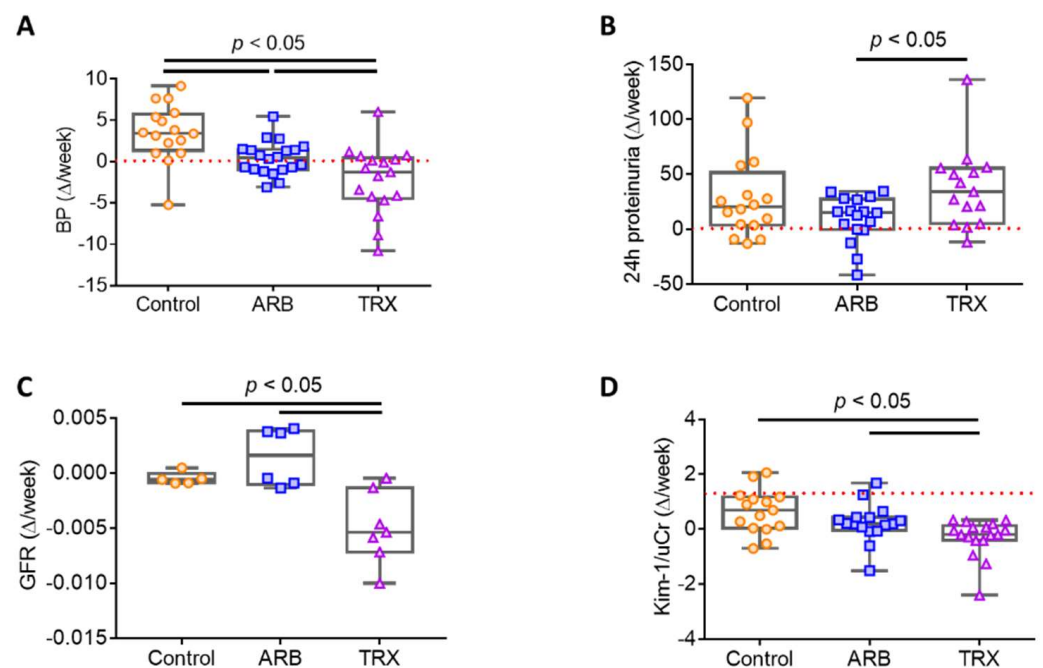 A
p < 0.05
BP (Δ/week)
10
5
0
-5
-10
-15
Control ARB TRX
B
p < 0.05
24h proteinuria (Δ/week)
150
100
50
0
-50
Control ARB TRX
C
p < 0.05
GFR (Δ/week)
0.005
0.000
-0.005
-0.010
-0.015
Control ARB TRX
D
p < 0.05
Kim-1/uCr (Δ/week)
4
2
0
-2
-4
Control ARB TRX